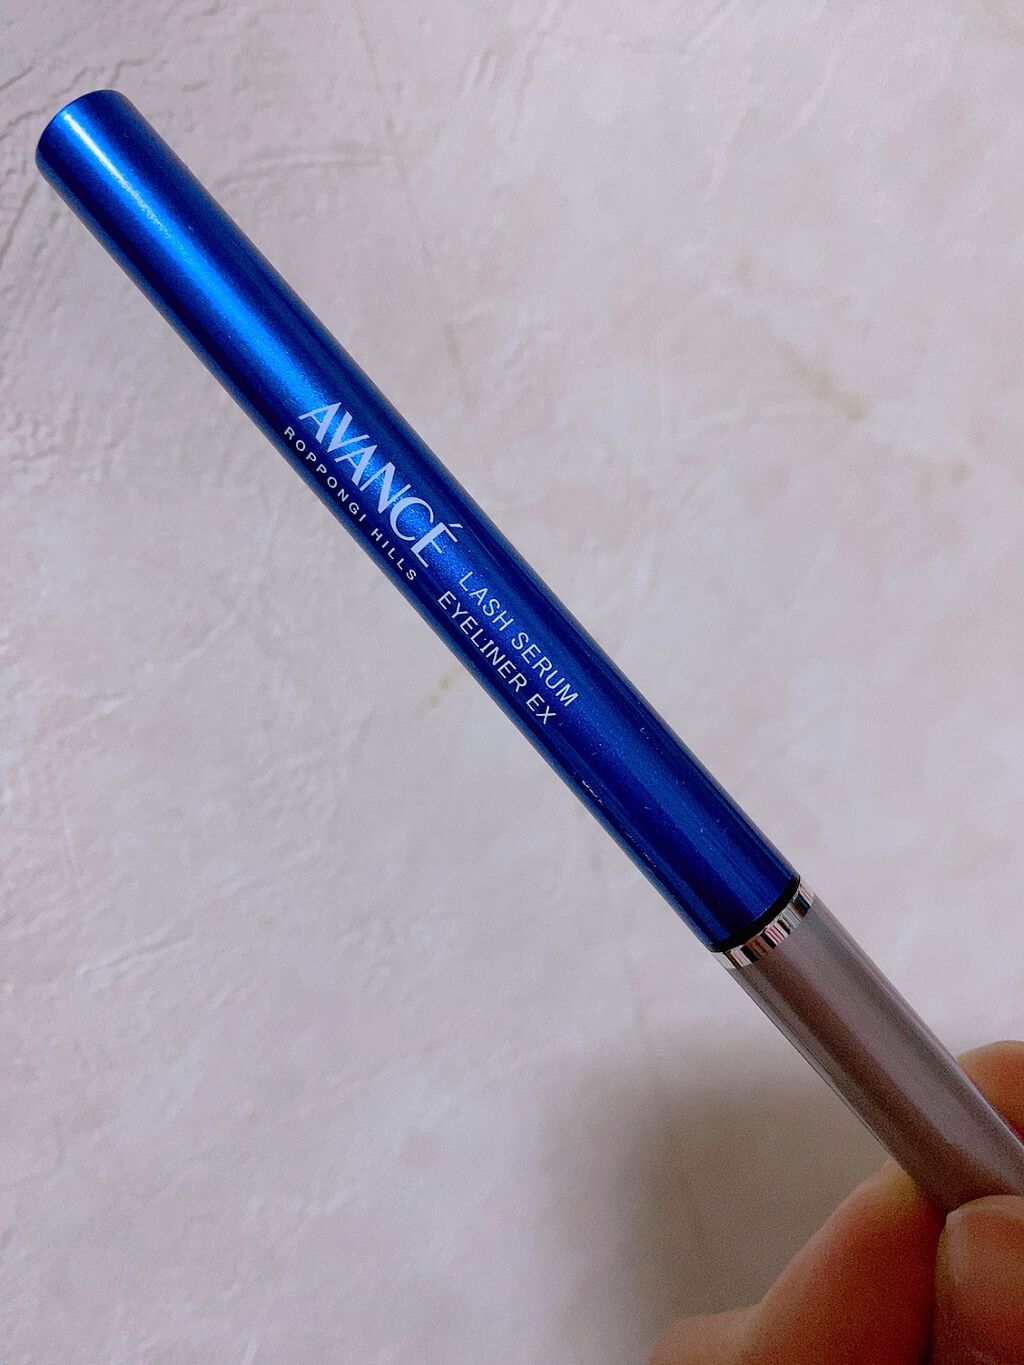 AVANCÉ
ROPPONGI HILLS
LASH SERUM
EYELINER EX